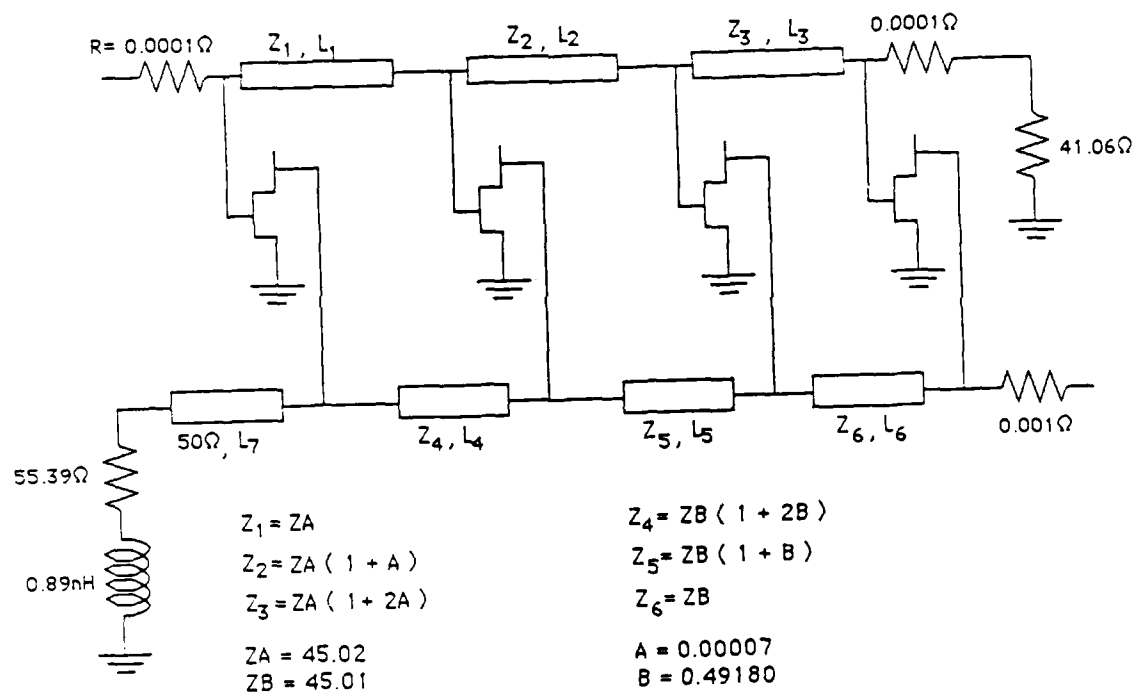 R= 0.0001Ω
Z₁, L₁
Z₂, L₂
Z₃, L₃
0.0001Ω
41.06Ω
50Ω, L₇
Z₄, L₄
Z₅, L₅
Z₆, L₆
0.001Ω
55.39Ω
0.89nH
Z₁ = ZA
Z₂= ZA ( 1 + A )
Z₃ = ZA ( 1 + 2A )
ZA = 45.02
ZB = 45.01
Z₄= ZB ( 1 + 2B )
Z₅= ZB ( 1 + B )
Z₆= ZB
A = 0.00007
B = 0.49180